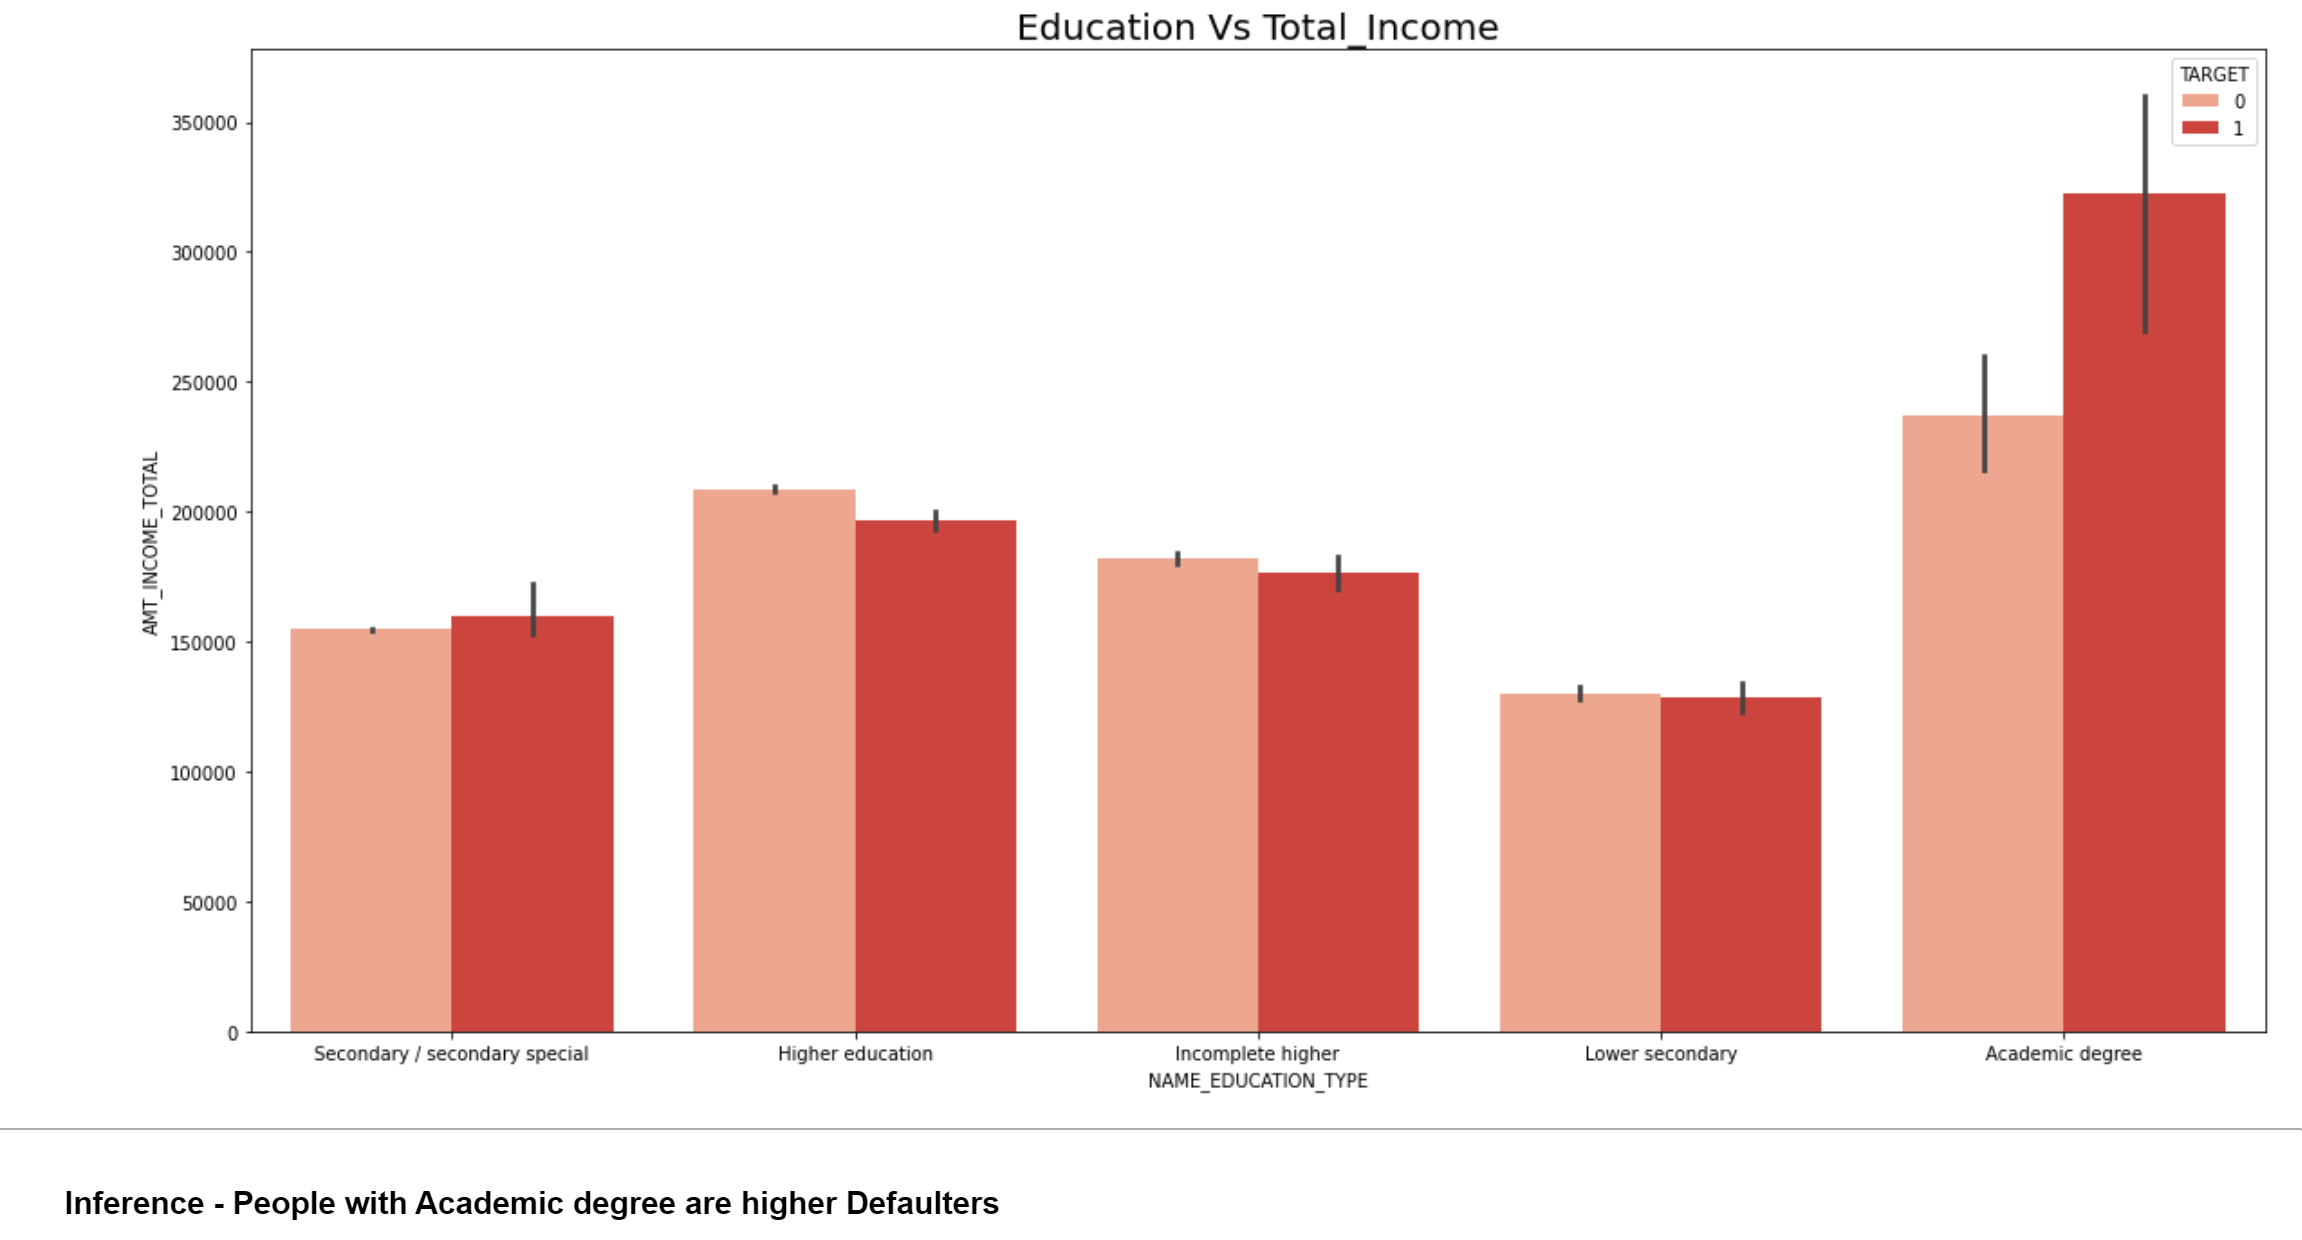 Education Vs Total_Income
TARGET
0
1
350000
300000
250000
200000
150000
100000
50000
0
AMT_INCOME_TOTAL
Secondary / secondary special
Higher education
Incomplete higher
Lower secondary
Academic degree
NAME_EDUCATION_TYPE
Inference - People with Academic degree are higher Defaulters